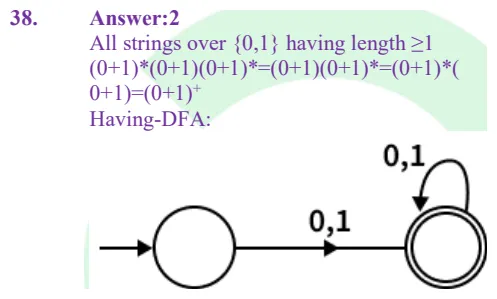 38. Answer:2
All strings over {0,1} having length ≥1
(0+1)*(0+1)(0+1)*=(0+1)(0+1)*=(0+1)*(
0+1)=(0+1)⁺
Having-DFA:
0,1
0,1